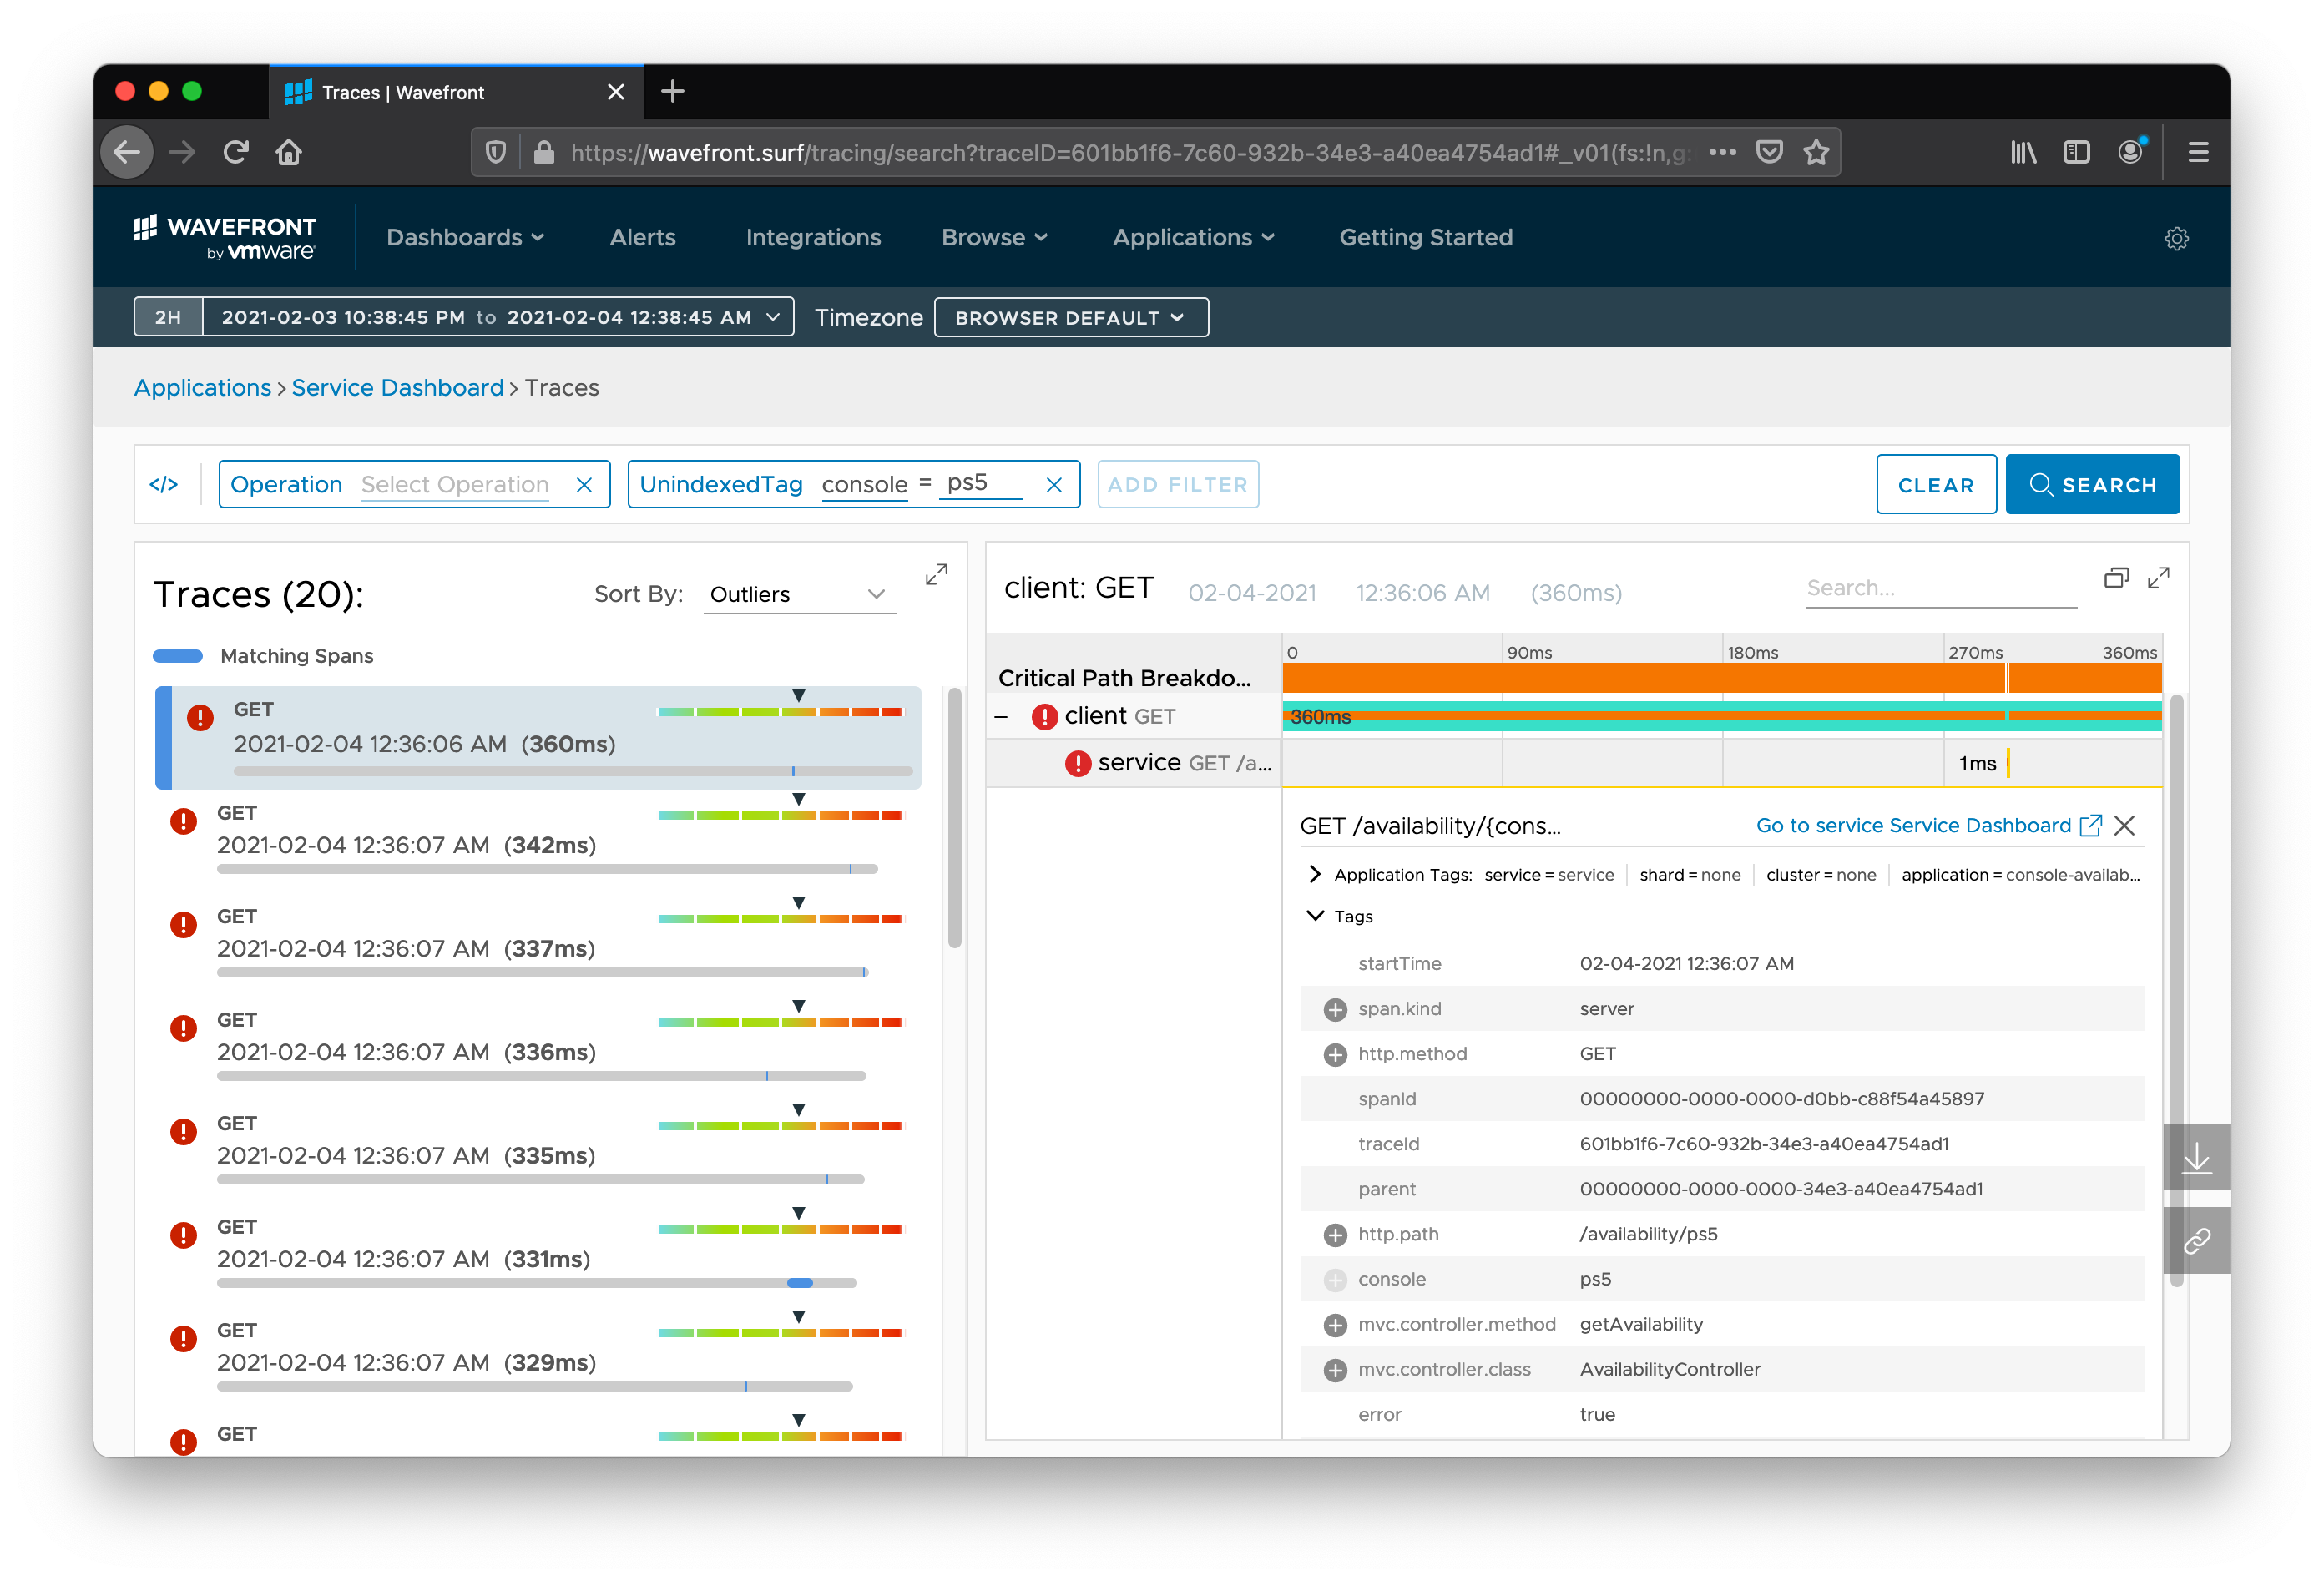 Traces | Wavefront
https://wavefront.surf/tracing/search?traceID=601bb1f6-7c60-932b-34e3-a40ea4754ad1#_v01(fs:!n,g:
WAVEFRONT
by vmware
Dashboards
Alerts
Integrations
Browse
Applications
Getting Started
2H 2021-02-03 10:38:45 PM to 2021-02-04 12:38:45 AM Timezone BROWSER DEFAULT
Applications > Service Dashboard > Traces
</> Operation Select Operation UnindexedTag console = ps5 ADD FILTER CLEAR SEARCH
Traces (20): Sort By: Outliers
Matching Spans
GET
2021-02-04 12:36:06 AM (360ms)
GET
2021-02-04 12:36:07 AM (342ms)
GET
2021-02-04 12:36:07 AM (337ms)
GET
2021-02-04 12:36:07 AM (336ms)
GET
2021-02-04 12:36:07 AM (335ms)
GET
2021-02-04 12:36:07 AM (331ms)
GET
2021-02-04 12:36:07 AM (329ms)
GET
client: GET 02-04-2021 12:36:06 AM (360ms) Search...
0 90ms 180ms 270ms 360ms
Critical Path Breakdo...
client GET 360ms
service GET /a... 1ms
GET /availability/{cons... Go to service Service Dashboard
Application Tags: service = service shard = none cluster = none application = console-availab...
Tags
startTime 02-04-2021 12:36:07 AM
span.kind server
http.method GET
spanId 00000000-0000-0000-d0bb-c88f54a45897
traceId 601bb1f6-7c60-932b-34e3-a40ea4754ad1
parent 00000000-0000-0000-34e3-a40ea4754ad1
http.path /availability/ps5
console ps5
mvc.controller.method getAvailability
mvc.controller.class AvailabilityController
error true